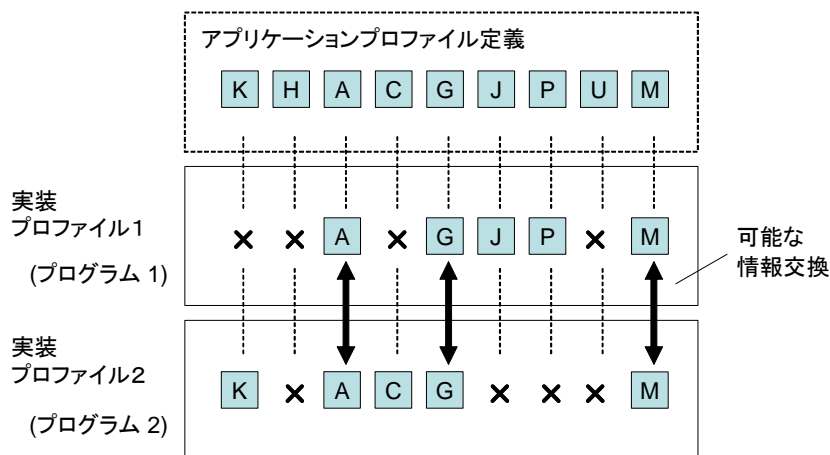 アプリケーションプロファイル定義
K H A C G J P U M
実装
プロファイル1
(プログラム 1)
A G J P M
可能な
情報交換
実装
プロファイル2
(プログラム 2)
K A C G M